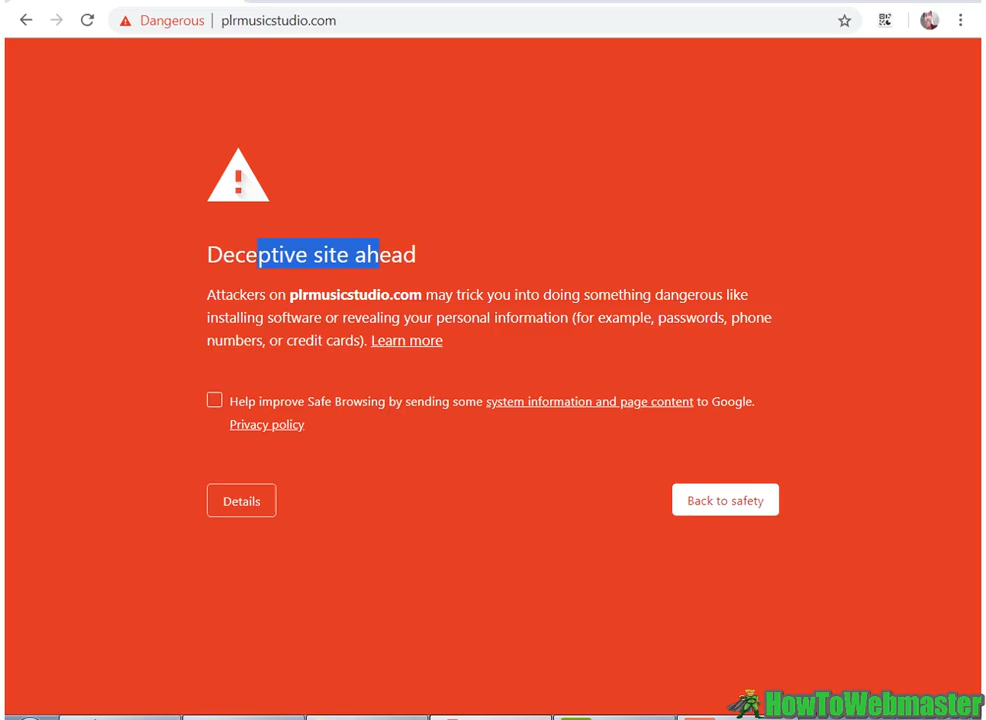 Dangerous | plrmusicstudio.com
Deceptive site ahead
Attackers on plrmusicstudio.com may trick you into doing something dangerous like
installing software or revealing your personal information (for example, passwords, phone
numbers, or credit cards). Learn more
Help improve Safe Browsing by sending some system information and page content to Google.
Privacy policy
Details
Back to safety
HowToWebmaster